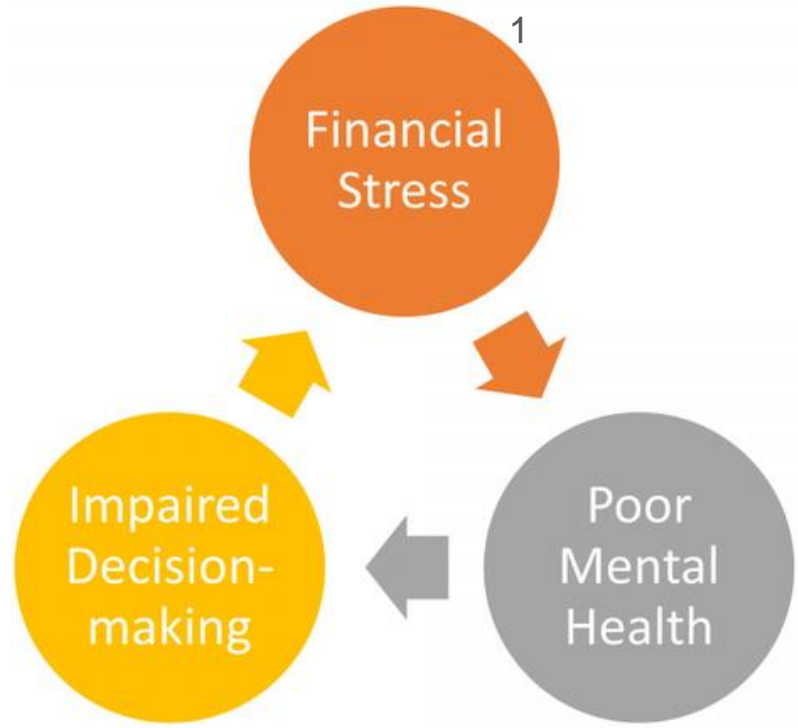 1
Financial
Stress
Poor
Mental
Health
Impaired
Decision-
making